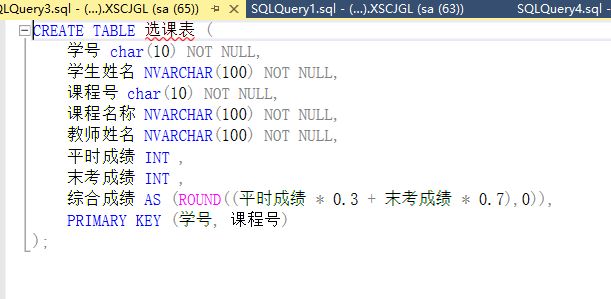 QLQuery3.sql - (...).XSCJGL (sa (65)) SQLQuery1.sql - (...).XSCJGL (sa (63)) SQLQuery4.sql - (...
CREATE TABLE 选课表 (
学号 char(10) NOT NULL,
学生姓名 NVARCHAR(100) NOT NULL,
课程号 char(10) NOT NULL,
课程名称 NVARCHAR(100) NOT NULL,
教师姓名 NVARCHAR(100) NOT NULL,
平时成绩 INT ,
末考成绩 INT ,
综合成绩 AS (ROUND((平时成绩 * 0.3 + 末考成绩 * 0.7),0)),
PRIMARY KEY (学号, 课程号)
);